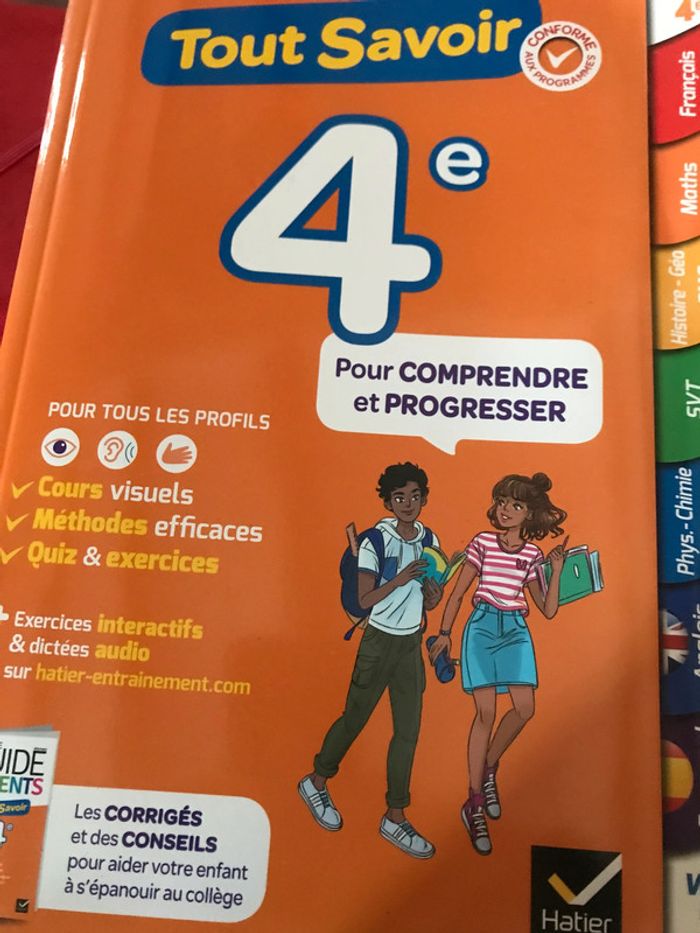 Tout Savoir
CONFORME
AUX PROGRAMMES
4e
Pour COMPRENDRE
et PROGRESSER
POUR TOUS LES PROFILS
Cours visuels
Méthodes efficaces
Quiz & exercices
+ Exercices interactifs
& dictées audio
sur hatier-entrainement.com
Savoir
Les CORRIGÉS
et des CONSEILS
pour aider votre enfant
à s'épanouir au collège
Hatier
4e
Français
Maths
Histoire - Géo
SVT
Phys.- Chimie